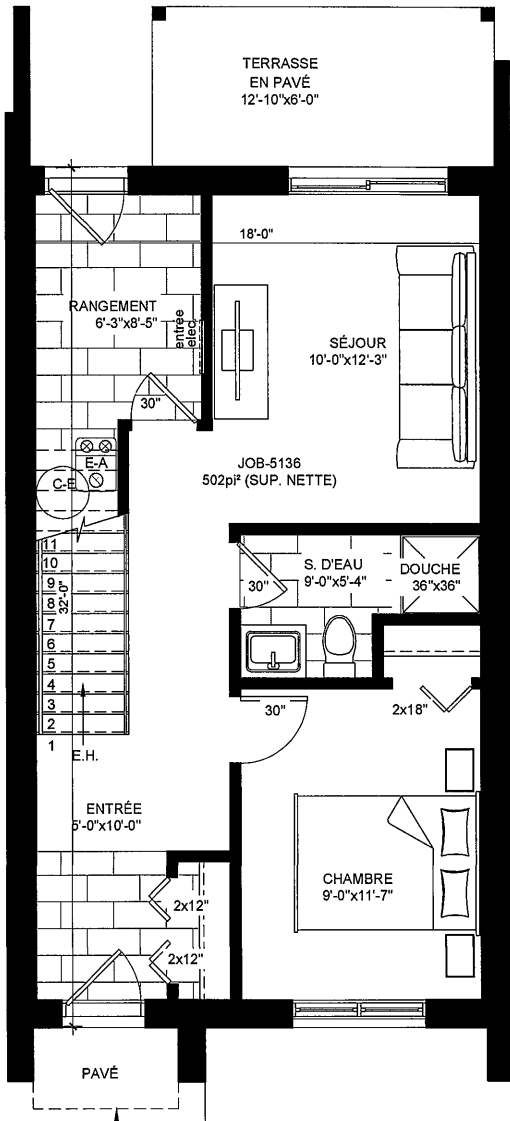 TERRASSE
EN PAVÉ
12'-10"x6'-0"
18'-0"
RANGEMENT
6'-3"x8'-5"
entrée
elec.
SÉJOUR
10'-0"x12'-3"
30"
E-A
C-E
JOB-5136
502pi² (SUP. NETTE)
S. D'EAU
9'-0"x5'-4"
DOUCHE
36"x36"
30"
11
10
9
8
7
6
5
4
3
2
1
32'-0"
E.H.
30"
2x18"
ENTRÉE
5'-0"x10'-0"
CHAMBRE
9'-0"x11'-7"
2x12"
2x12"
PAVÉ